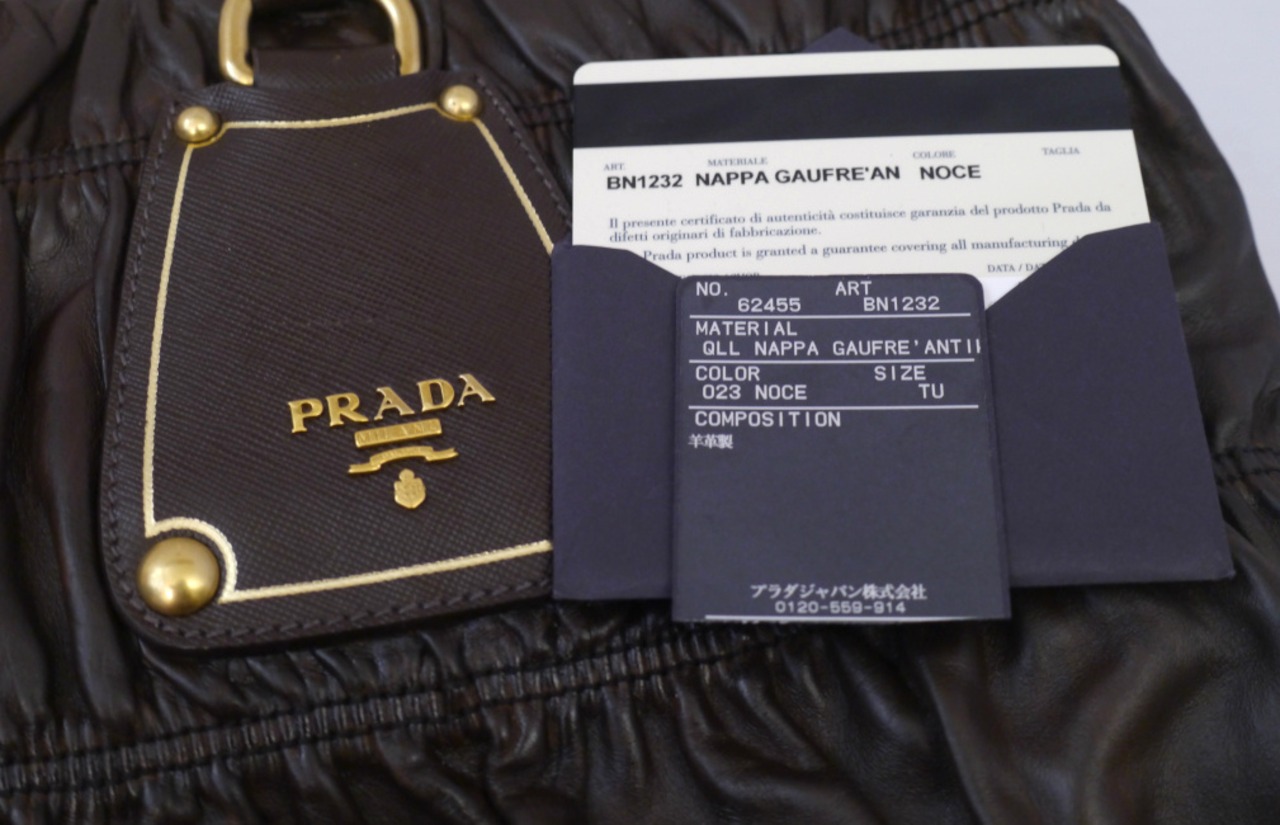 PRADA
MILANO
ART MATERIALE COLORE TAGLIA
BN1232 NAPPA GAUFRE'AN NOCE
Il presente certificato di autenticità costituisce garanzia del prodotto Prada da
difetti originari di fabbricazione.
Prada product is granted a guarantee covering all manufacturing
DATA /
NO. ART
62455 BN1232
MATERIAL
QLL NAPPA GAUFRE'ANTI
COLOR SIZE
023 NOCE TU
COMPOSITION
羊革製
プラダジャパン株式会社
0120-559-914